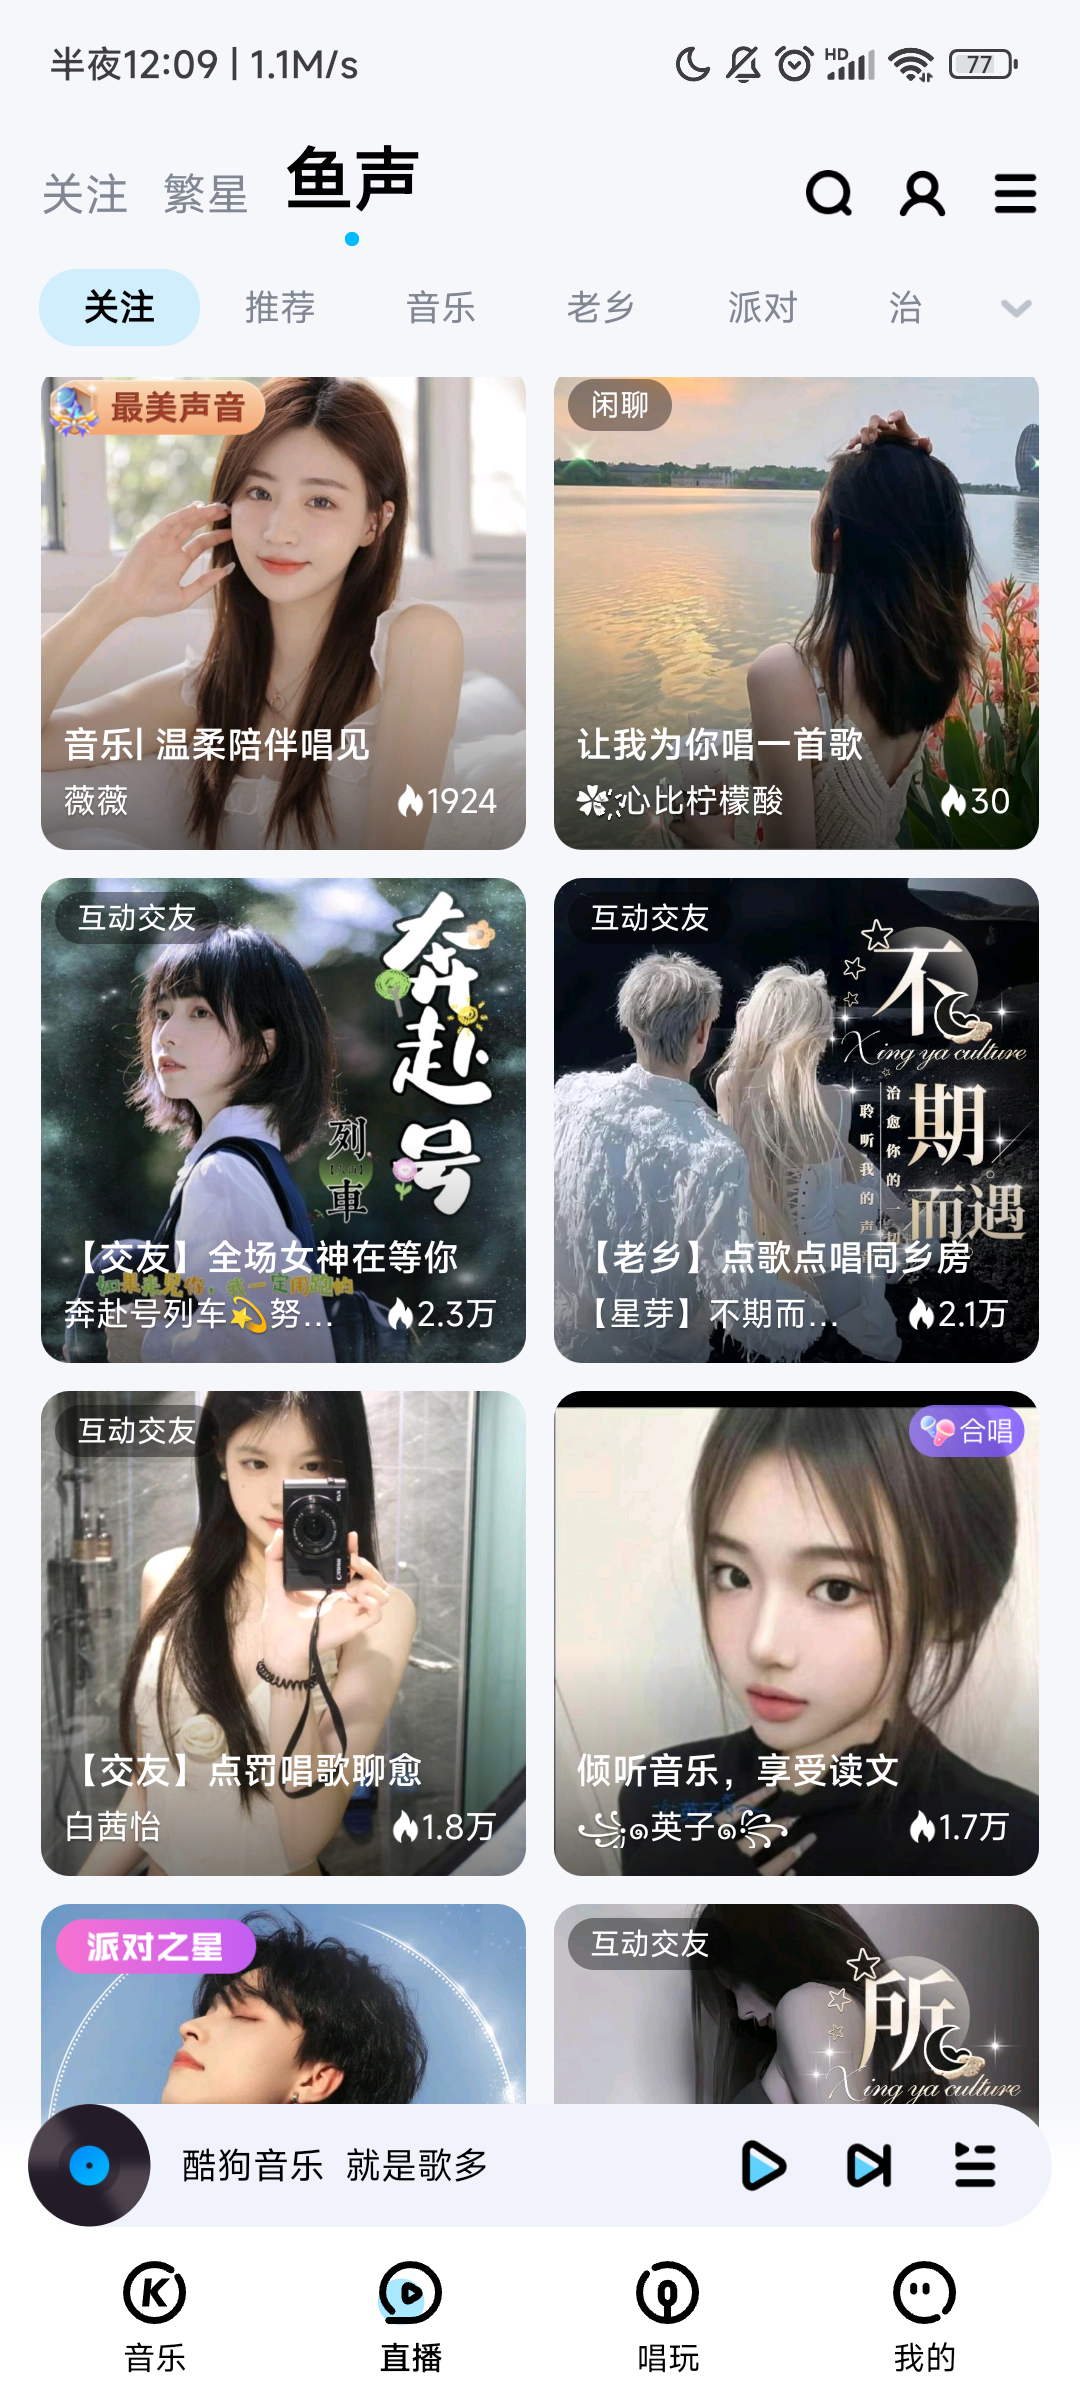 半夜12:09 | 1.1M/s
HD
77
关注 繁星 鱼声
关注 推荐 音乐 老乡 派对 治
最美声音
音乐| 温柔陪伴唱见
薇薇
1924
闲聊
让我为你唱一首歌
心比柠檬酸
30
互动交友
奔赴号
列車
【交友】全场女神在等你
奔赴号列车💫努...
2.3万
互动交友
不期而遇
Xing ya culture
治愈你的一切
聆听我的声音
【老乡】点歌点唱同乡房
【星芽】不期而...
2.1万
互动交友
【交友】点罚唱歌聊愈
白茜怡
1.8万
合唱
倾听音乐，享受读文
꧁๑英子๑꧂
1.7万
派对之星
互动交友
所
Xing ya culture
酷狗音乐 就是歌多
音乐 直播 唱玩 我的